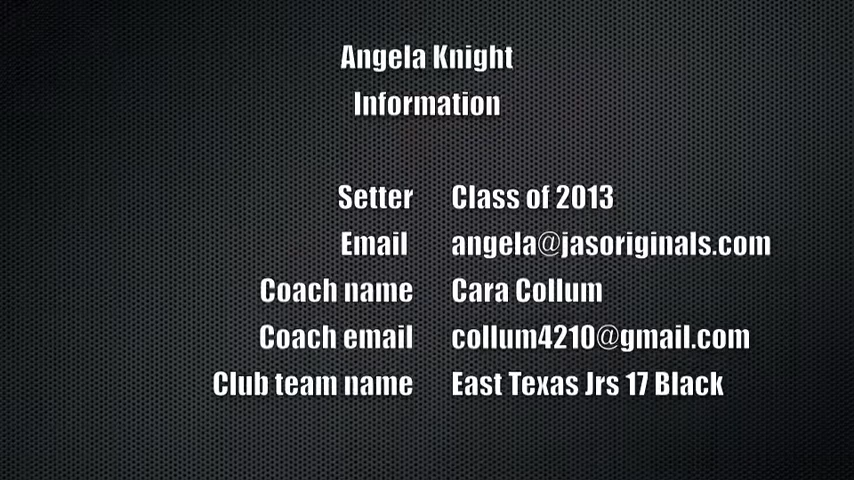 Angela Knight
Information
Setter Class of 2013
Email angela@jasoriginals.com
Coach name Cara Collum
Coach email collum4210@gmail.com
Club team name East Texas Jrs 17 Black